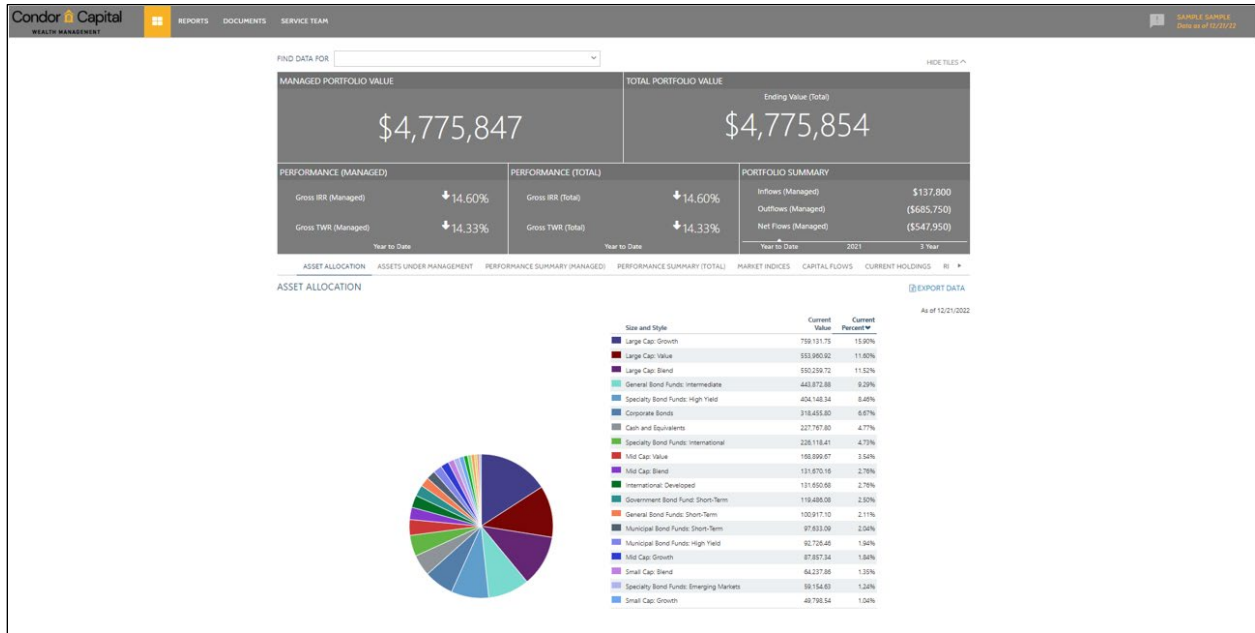 Condor Capital
WEALTH MANAGEMENT
REPORTS DOCUMENTS SERVICE TEAM
SAMPLE SAMPLE
Data as of 12/21/22
FIND DATA FOR
HIDE TILES
MANAGED PORTFOLIO VALUE
$4,775,847
TOTAL PORTFOLIO VALUE
Ending Value (Total)
$4,775,854
PERFORMANCE (MANAGED)
Gross IRR (Managed) 14.60%
Gross TWR (Managed) 14.33%
Year to Date
PERFORMANCE (TOTAL)
Gross IRR (Total) 14.60%
Gross TWR (Total) 14.33%
Year to Date
PORTFOLIO SUMMARY
Inflows (Managed) $137,800
Outflows (Managed) ($685,750)
Net Flows (Managed) ($547,950)
Year to Date 2021 3 Year
ASSET ALLOCATION ASSETS UNDER MANAGEMENT PERFORMANCE SUMMARY (MANAGED) PERFORMANCE SUMMARY (TOTAL) MARKET INDICES CAPITAL FLOWS CURRENT HOLDINGS RI
ASSET ALLOCATION
EXPORT DATA
As of 12/21/2022
Size and Style Current Value Current Percent
Large Cap: Growth 759,131.75 15.90%
Large Cap: Value 553,960.92 11.60%
Large Cap: Blend 550,259.72 11.52%
General Bond Funds: Intermediate 443,872.88 9.29%
Specialty Bond Funds: High Yield 404,148.34 8.46%
Corporate Bonds 318,455.80 6.67%
Cash and Equivalents 227,767.80 4.77%
Specialty Bond Funds: International 226,118.41 4.73%
Mid Cap: Value 168,899.67 3.54%
Mid Cap: Blend 131,670.16 2.76%
International: Developed 131,650.68 2.76%
Government Bond Fund: Short-Term 119,486.08 2.50%
General Bond Funds: Short-Term 100,917.10 2.11%
Municipal Bond Funds: Short-Term 97,633.09 2.04%
Municipal Bond Funds: High Yield 92,726.46 1.94%
Mid Cap: Growth 87,857.34 1.84%
Small Cap: Blend 64,237.86 1.35%
Specialty Bond Funds: Emerging Markets 59,154.63 1.24%
Small Cap: Growth 49,798.54 1.04%